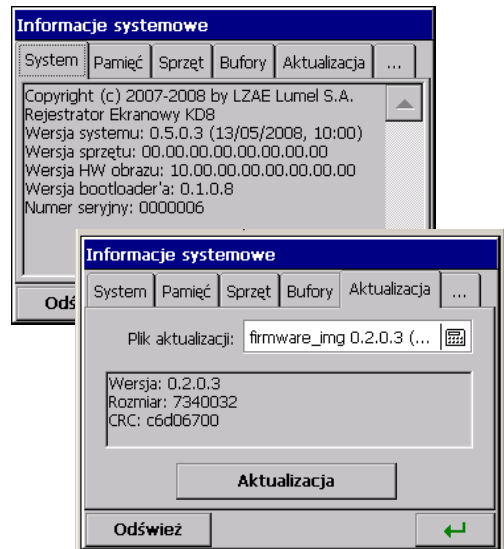 Informacje systemowe
System Pamięć Sprzęt Bufory Aktualizacja ...
Copyright (c) 2007-2008 by LZAE Lumel S.A.
Rejestrator Ekranowy KD8
Wersja systemu: 0.5.0.3 (13/05/2008, 10:00)
Wersja sprzętu: 00.00.00.00.00.00.00.00
Wersja HW obrazu: 10.00.00.00.00.00.00.00
Wersja bootloader'a: 0.1.0.8
Numer seryjny: 0000006
Odś
Informacje systemowe
System Pamięć Sprzęt Bufory Aktualizacja ...
Plik aktualizacji: firmware_img 0.2.0.3 (...
Wersja: 0.2.0.3
Rozmiar: 7340032
CRC: c6d06700
Aktualizacja
Odśwież